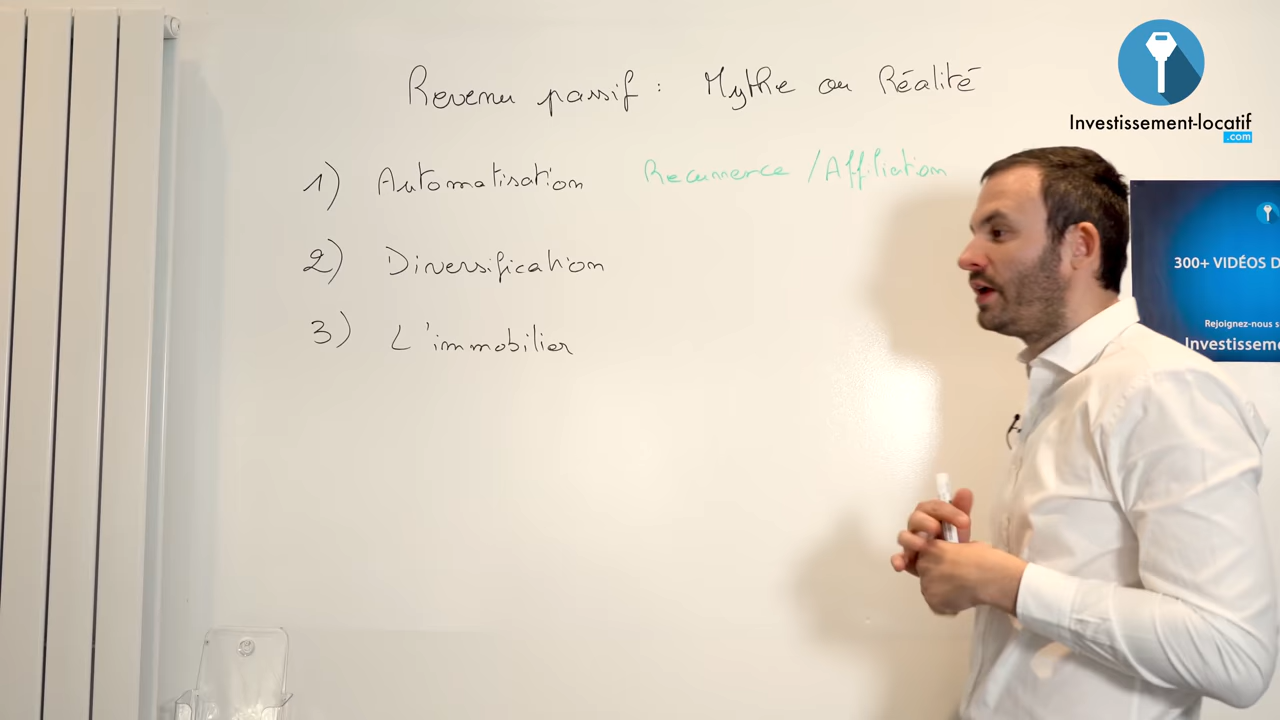 Revenu passif : Mythe ou Réalité
1) Automatisation Recurrence / Affiliation
2) Diversification
3) L'immobilier
Investissement-locatif
.com
300+ VIDÉOS D
Rejoignez-nous s
Investisseme